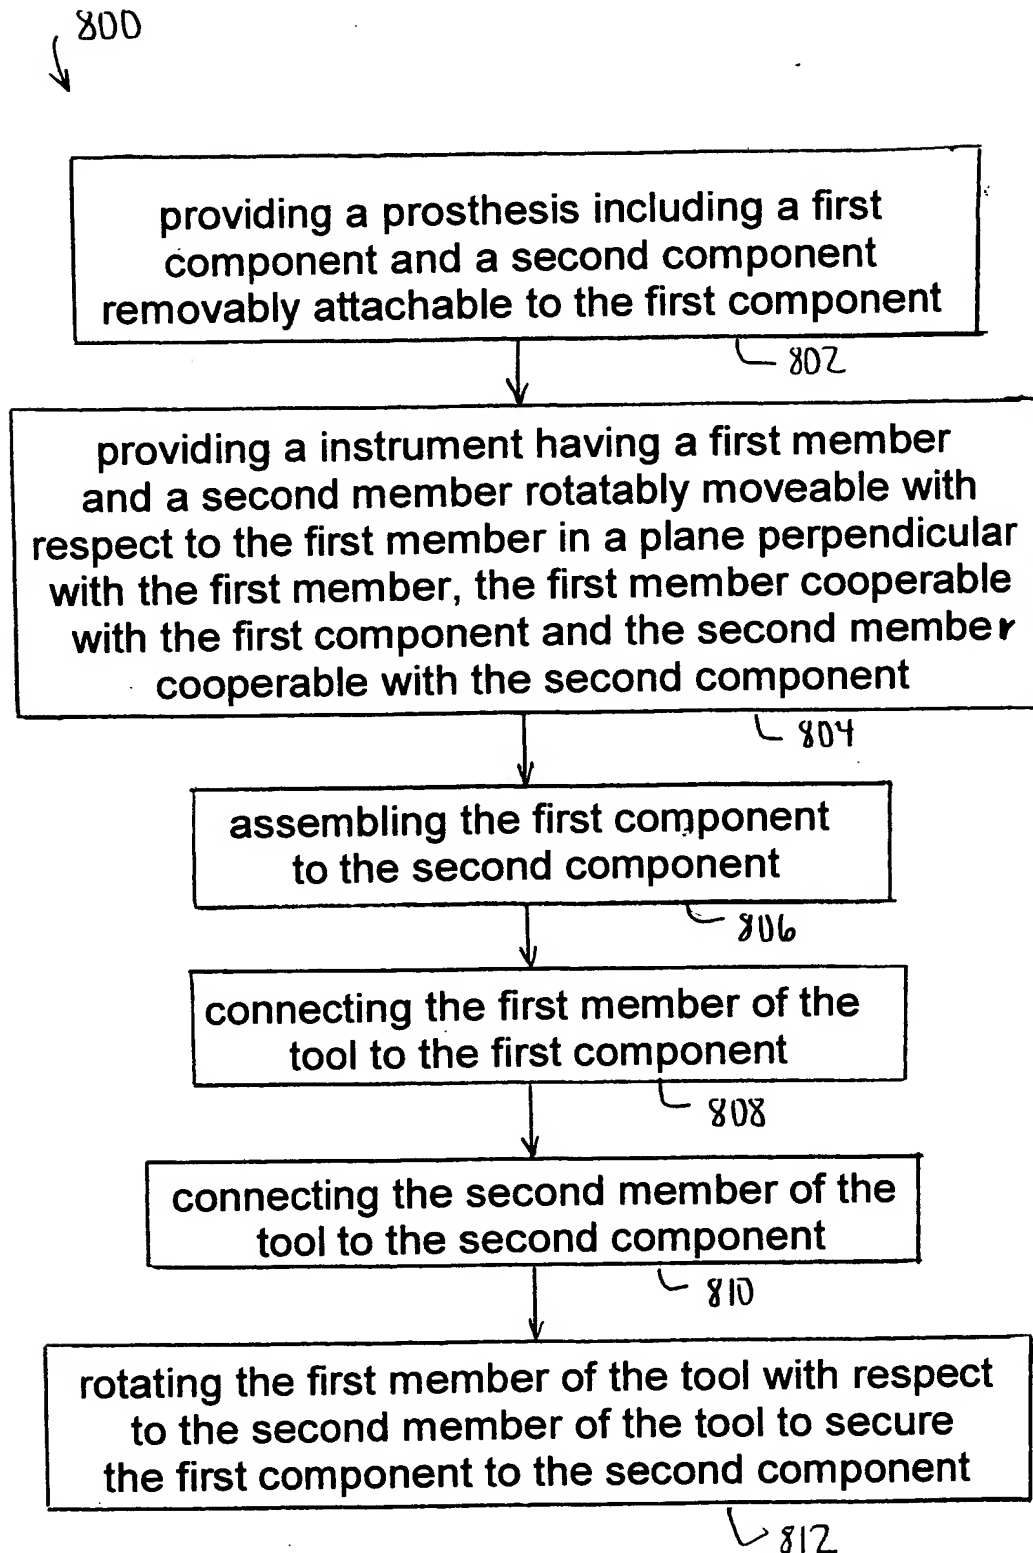 800
providing a prosthesis including a first
component and a second component
removably attachable to the first component
802
providing a instrument having a first member
and a second member rotatably moveable with
respect to the first member in a plane perpendicular
with the first member, the first member cooperable
with the first component and the second member
cooperable with the second component
804
assembling the first component
to the second component
806
connecting the first member of the
tool to the first component
808
connecting the second member of the
tool to the second component
810
rotating the first member of the tool with respect
to the second member of the tool to secure
the first component to the second component
812